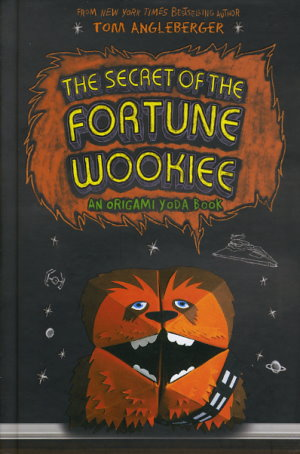 FROM NEW YORK TIMES BESTSELLING AUTHOR
TOM ANGLEBERGER
THE SECRET OF THE
FORTUNE
WOOKIEE
AN ORIGAMI YODA BOOK